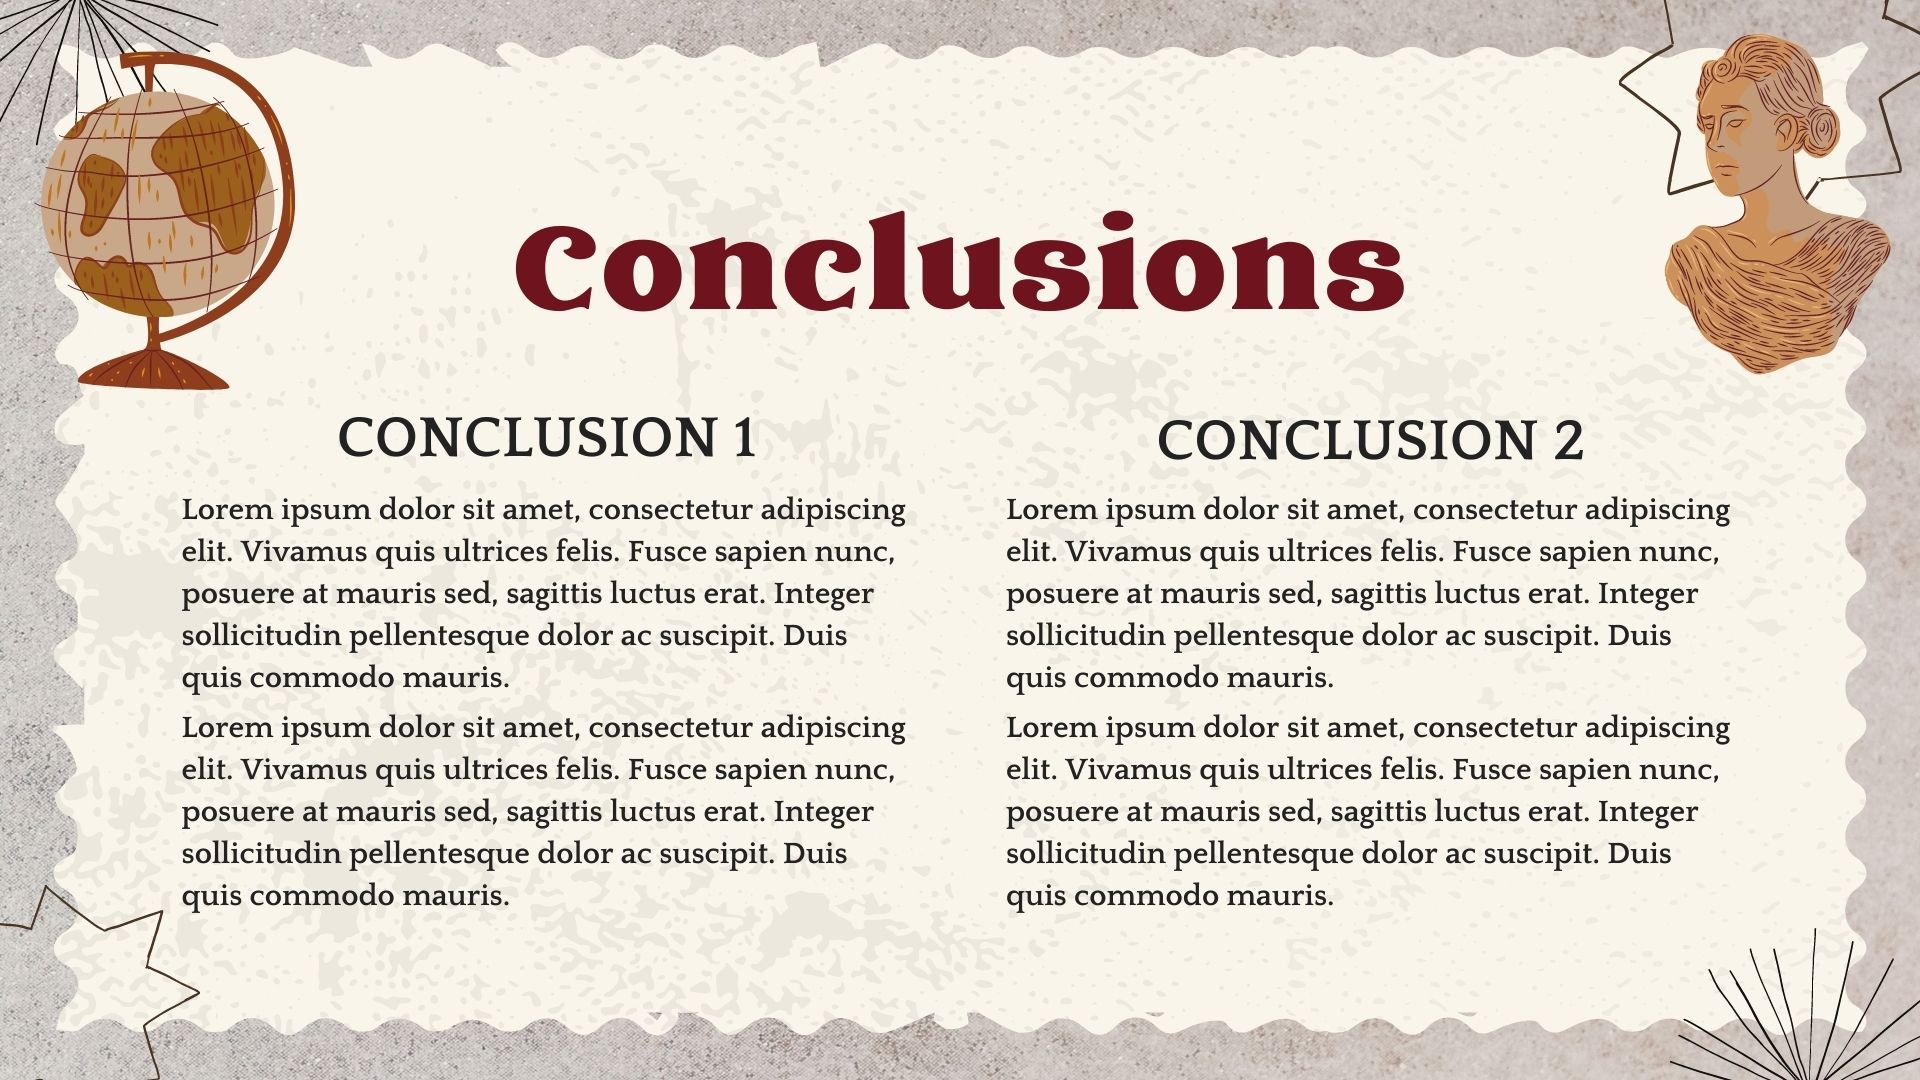 Conclusions
CONCLUSION 1
Lorem ipsum dolor sit amet, consectetur adipiscing
elit. Vivamus quis ultrices felis. Fusce sapien nunc,
posuere at mauris sed, sagittis luctus erat. Integer
sollicitudin pellentesque dolor ac suscipit. Duis
quis commodo mauris.
Lorem ipsum dolor sit amet, consectetur adipiscing
elit. Vivamus quis ultrices felis. Fusce sapien nunc,
posuere at mauris sed, sagittis luctus erat. Integer
sollicitudin pellentesque dolor ac suscipit. Duis
quis commodo mauris.
CONCLUSION 2
Lorem ipsum dolor sit amet, consectetur adipiscing
elit. Vivamus quis ultrices felis. Fusce sapien nunc,
posuere at mauris sed, sagittis luctus erat. Integer
sollicitudin pellentesque dolor ac suscipit. Duis
quis commodo mauris.
Lorem ipsum dolor sit amet, consectetur adipiscing
elit. Vivamus quis ultrices felis. Fusce sapien nunc,
posuere at mauris sed, sagittis luctus erat. Integer
sollicitudin pellentesque dolor ac suscipit. Duis
quis commodo mauris.